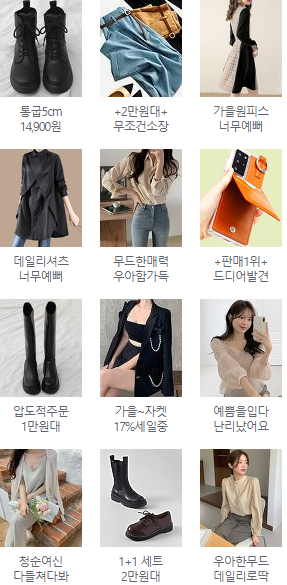 통굽5cm
14,900원
+2만원대+
무조건소장
가을원피스
너무예뻐
데일리셔츠
너무예뻐
무드한매력
우아함가득
+판매1위+
드디어발견
압도적주문
1만원대
가을~자켓
17%세일중
예쁨을입다
난리났어요
청순여신
다들쳐다봐
1+1 세트
2만원대
우아한무드
데일리로딱